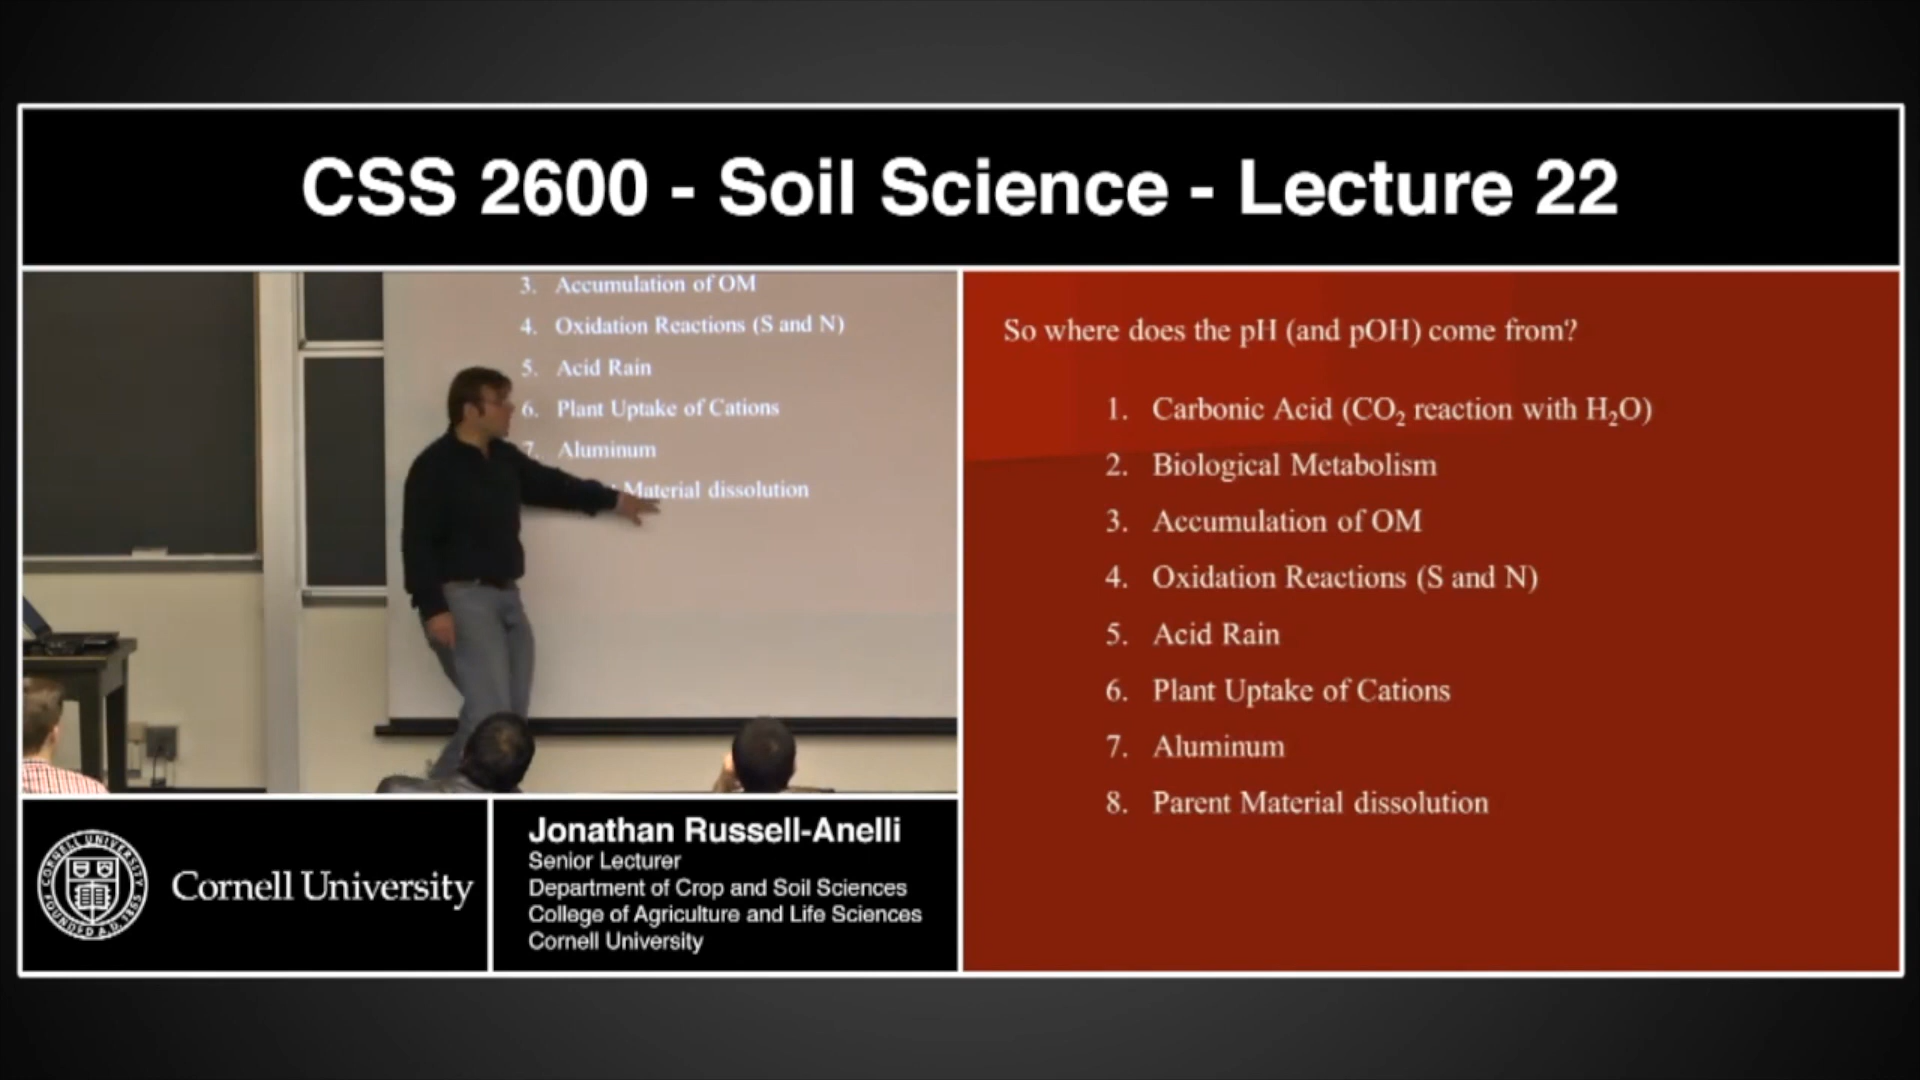 CSS 2600 - Soil Science - Lecture 22
3. Accumulation of OM
4. Oxidation Reactions (S and N)
5. Acid Rain
6. Plant Uptake of Cations
7. Aluminum
Material dissolution
So where does the pH (and pOH) come from?
1. Carbonic Acid (CO₂ reaction with H₂O)
2. Biological Metabolism
3. Accumulation of OM
4. Oxidation Reactions (S and N)
5. Acid Rain
6. Plant Uptake of Cations
7. Aluminum
8. Parent Material dissolution
CORNELL UNIVERSITY
FOUNDED A.D. 1865
Cornell University
Jonathan Russell-Anelli
Senior Lecturer
Department of Crop and Soil Sciences
College of Agriculture and Life Sciences
Cornell University